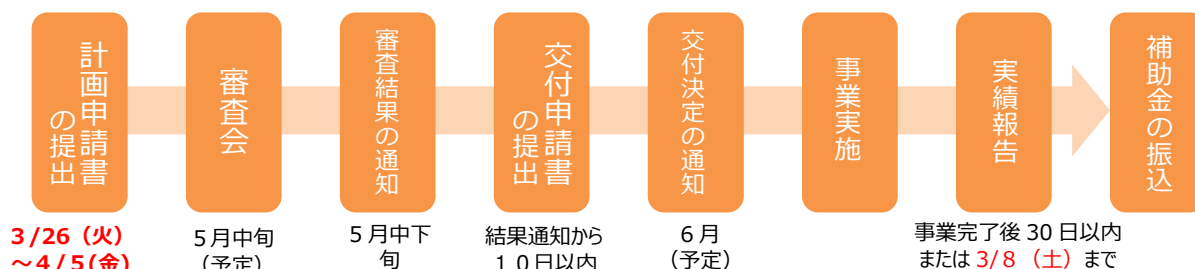 計画申請書
の提出
審査会
審査結果の通知
交付申請書
の提出
交付決定の通知
事業実施
実績報告
補助金の振込
3/26（火）
～4/5(金)
５月中旬
（予定）
５月中下
旬
結果通知から
１０日以内
６月
（予定）
事業完了後 30 日以内
または 3/8（土）まで